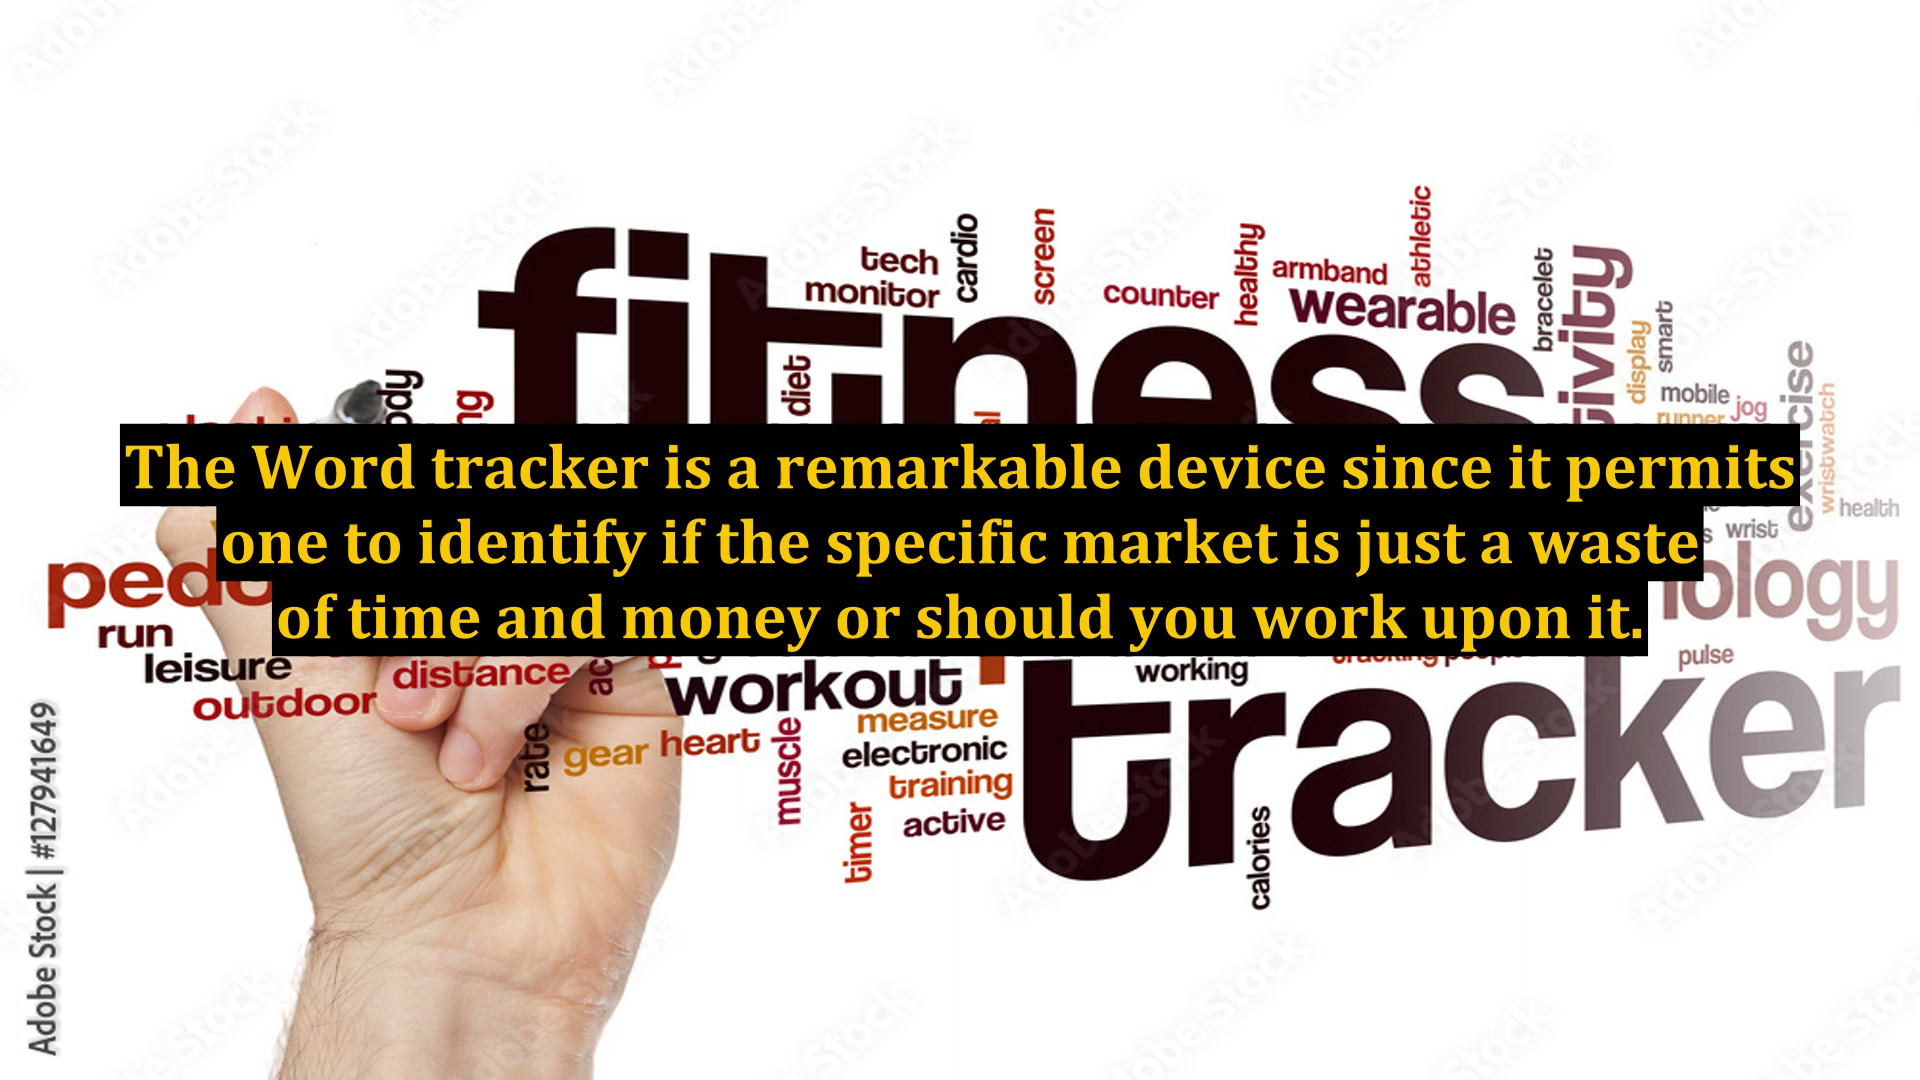 athletic
cardio
screen
healthy
tech
armband
monitor
counter
wearable
bracelet
smart
display
fitness
diet
mobile
jog
runner
exercise
wristwatch
The Word tracker is a remarkable device since it permits
health
wrist
one to identify if the specific market is just a waste
of time and money or should you work upon it.
run
leisure
distance
outdoor
workout
working
pulse
tracker
measure
gear
heart
rate
muscle
electronic
training
active
timer
calories
Adobe Stock | #127941649
Adobe Stock